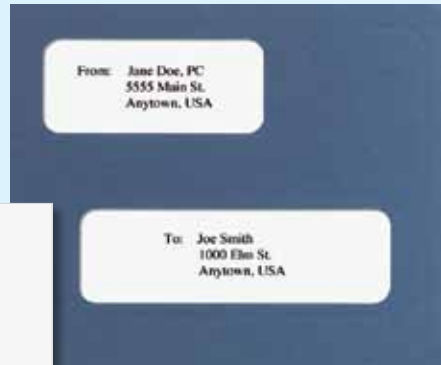 From: Jane Doe, PC
5555 Main St.
Anytown, USA
To: Joe Smith
1000 Elm St.
Anytown, USA